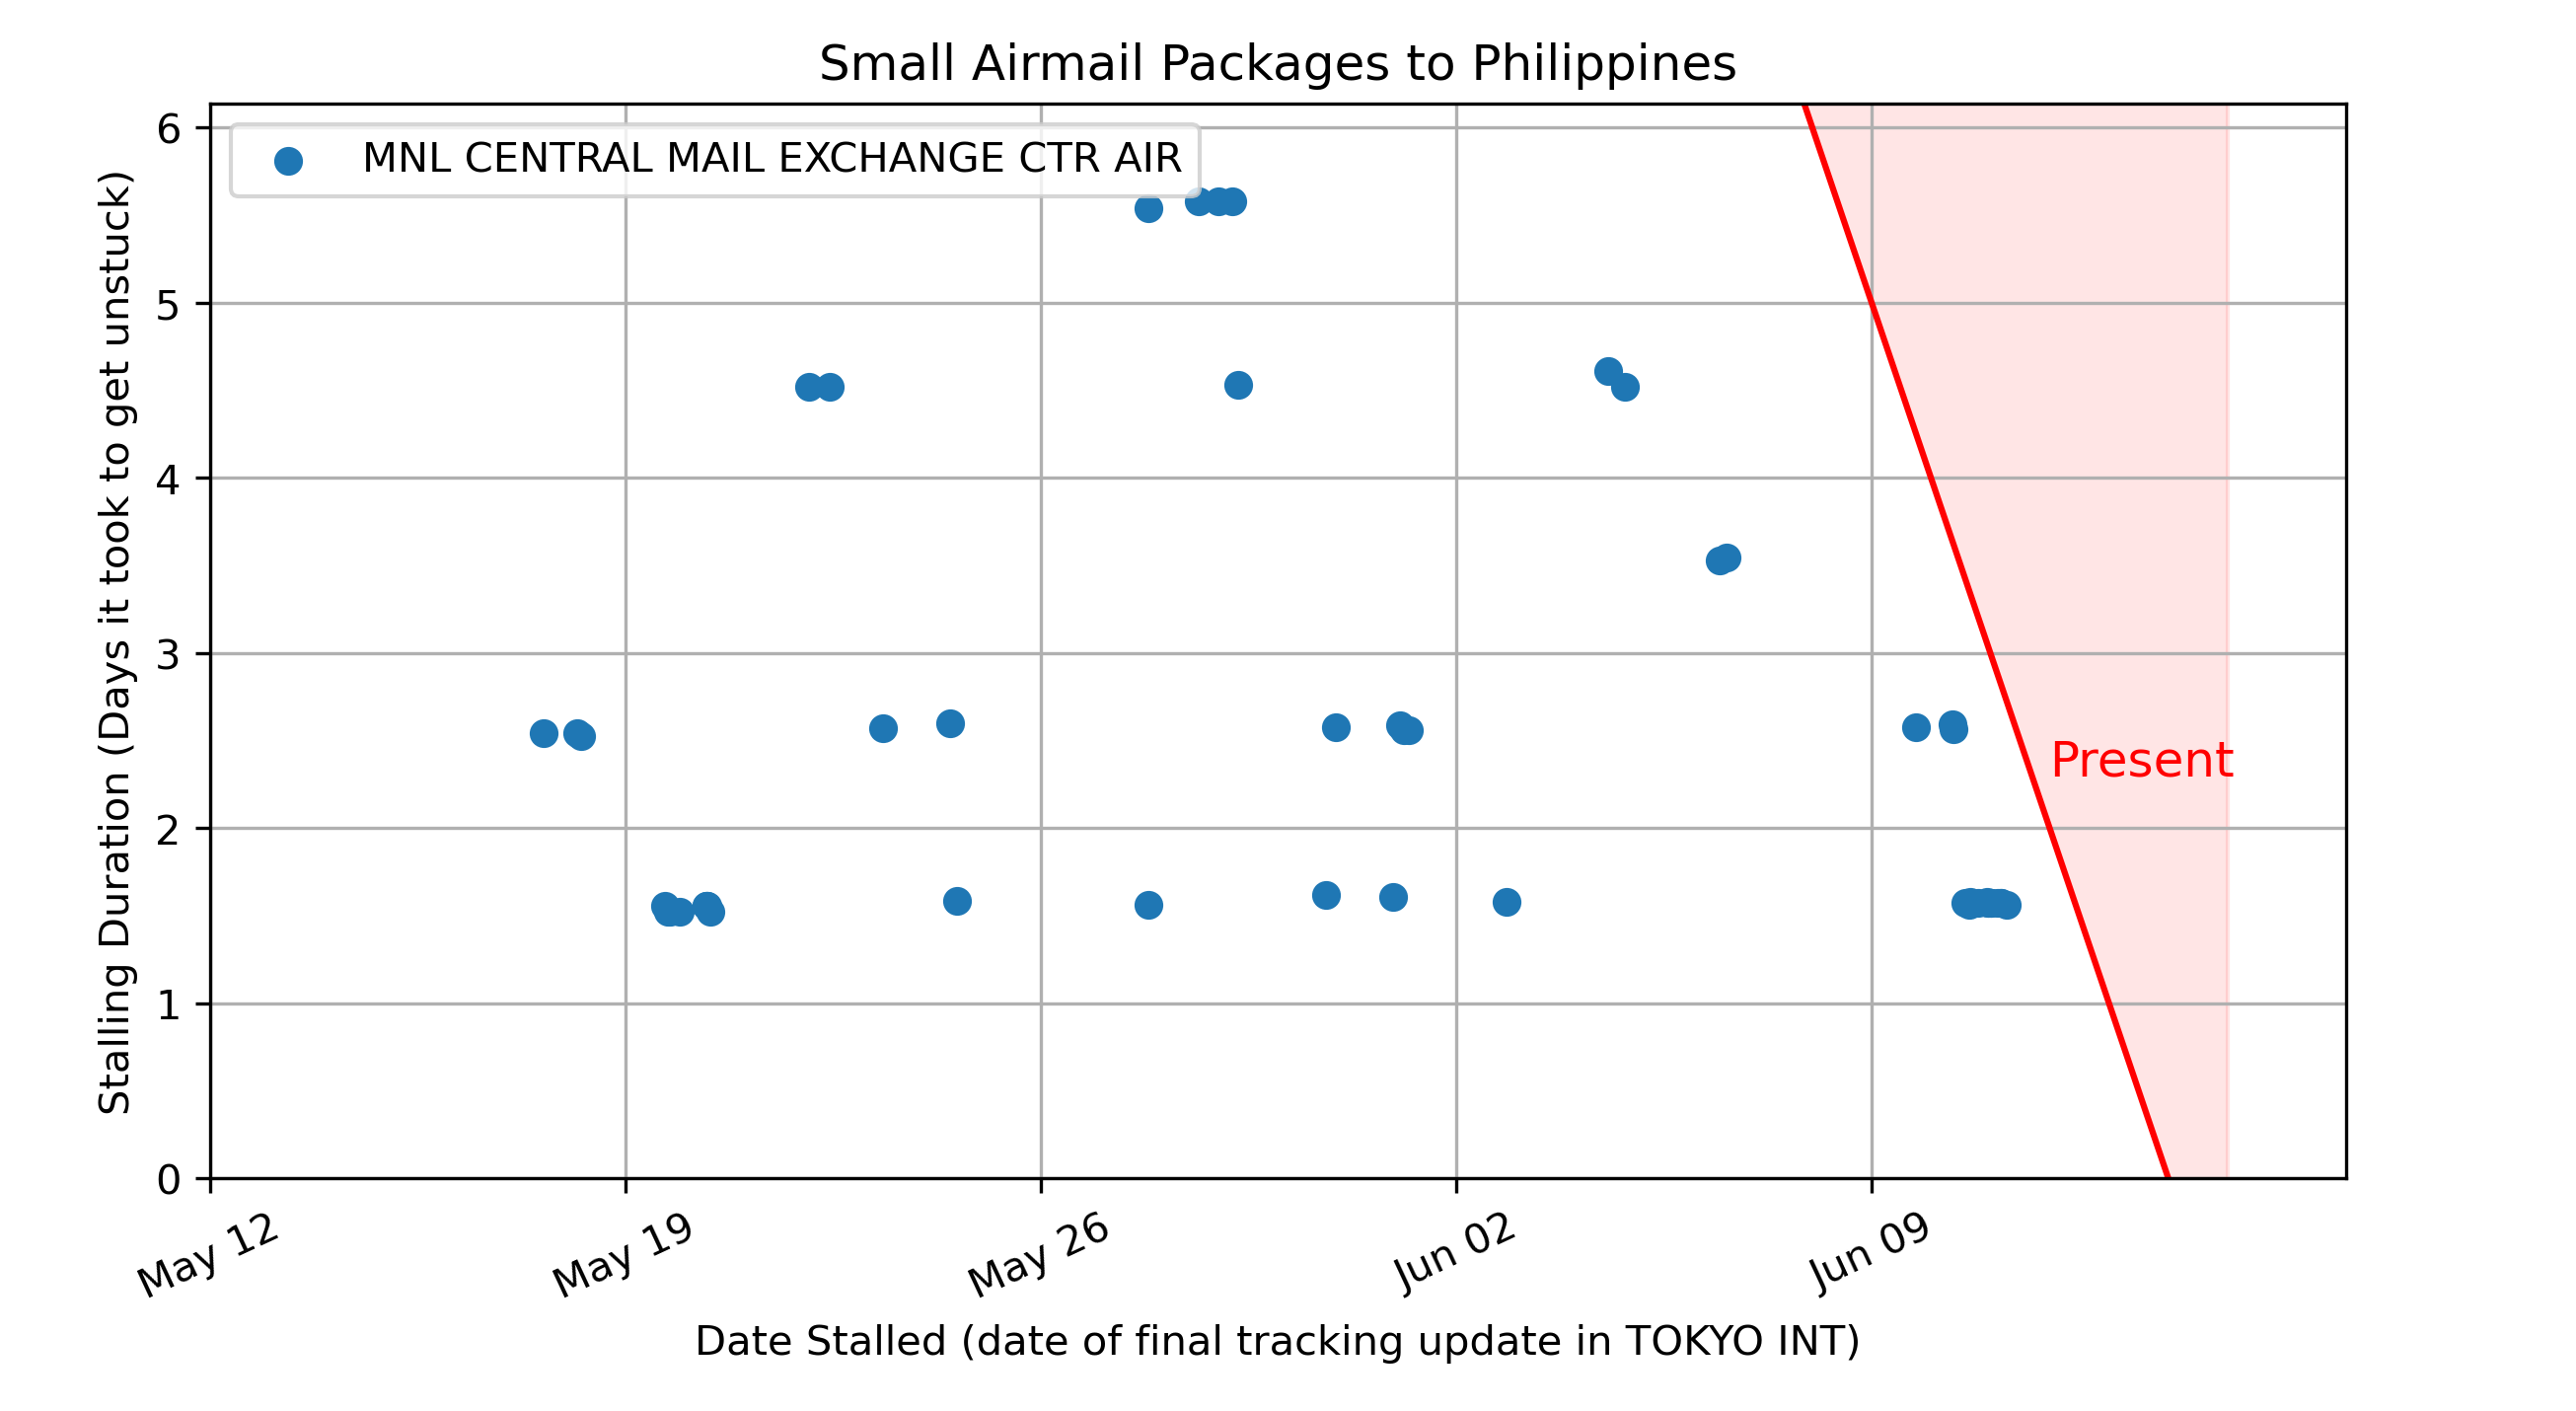 Small Airmail Packages to Philippines
MNL CENTRAL MAIL EXCHANGE CTR AIR
Stalling Duration (Days it took to get unstuck)
6
5
4
3
2
1
0
Present
May 12
May 19
May 26
Jun 02
Jun 09
Date Stalled (date of final tracking update in TOKYO INT)